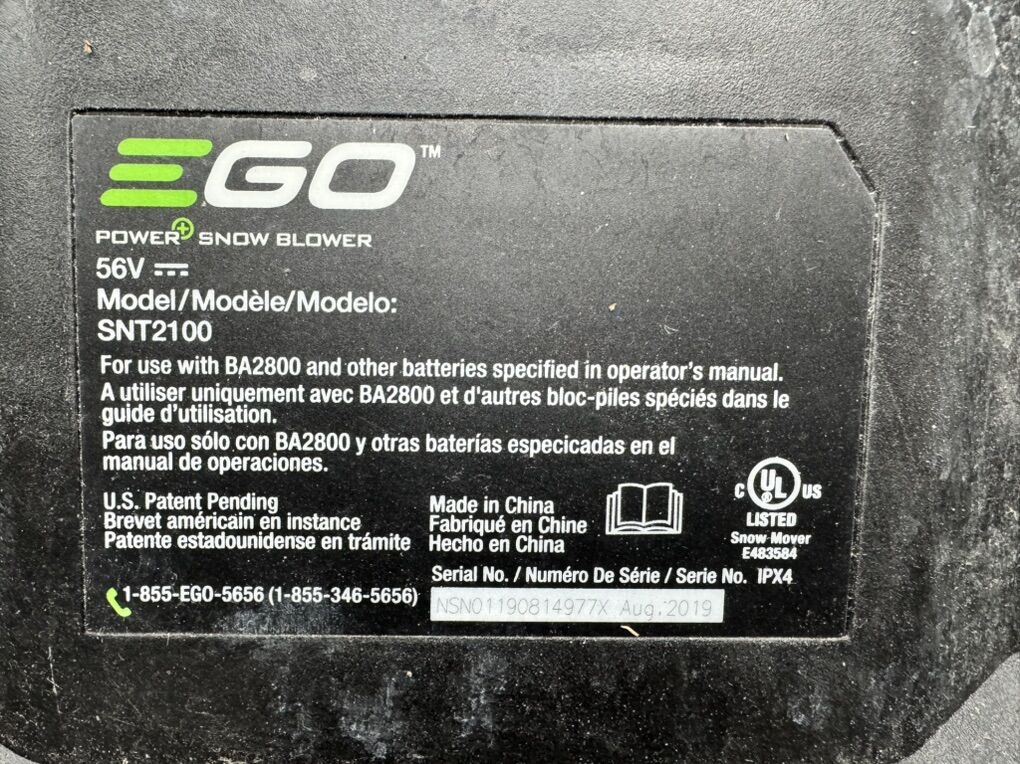 EGO™
POWER+ SNOW BLOWER
56V
Model/Modèle/Modelo:
SNT2100
For use with BA2800 and other batteries specified in operator's manual.
A utiliser uniquement avec BA2800 et d'autres bloc-piles spéciés dans le
guide d'utilisation.
Para uso sólo con BA2800 y otras baterías especicadas en el
manual de operaciones.
U.S. Patent Pending
Brevet américain en instance
Patente estadounidense en trámite
Made in China
Fabriqué en Chine
Hecho en China
C UL US
LISTED
Snow Mover
E483584
1-855-EGO-5656 (1-855-346-5656)
Serial No. / Numéro De Série / Serie No. IPX4
NSN01190814977X Aug,2019